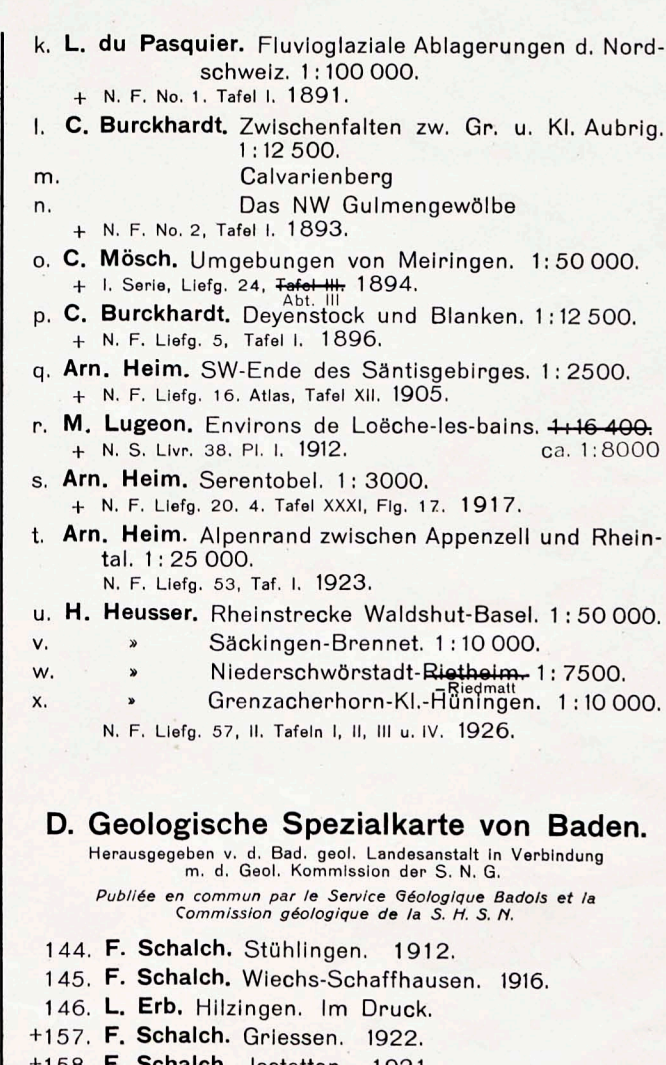 k. L. du Pasquier. Fluvioglaziale Ablagerungen d. Nord-
schweiz. 1:100 000.
+ N. F. No. 1. Tafel I. 1891.
l. C. Burckhardt. Zwischenfalten zw. Gr. u. Kl. Aubrig.
1:12 500.
m. Calvarienberg
n. Das NW Gulmengewölbe
+ N. F. No. 2, Tafel I. 1893.
o. C. Mösch. Umgebungen von Meiringen. 1:50 000.
+ I. Serie, Liefg. 24, Tafel III. 1894.
Abt. III
p. C. Burckhardt. Deyenstock und Blanken. 1:12 500.
+ N. F. Liefg. 5, Tafel I. 1896.
q. Arn. Heim. SW-Ende des Säntisgebirges. 1:2500.
+ N. F. Liefg. 16. Atlas, Tafel XII. 1905.
r. M. Lugeon. Environs de Loëche-les-bains. 1:16 400.
+ N. S. Livr. 38. Pl. I. 1912. ca. 1:8000
s. Arn. Heim. Serentobel. 1: 3000.
+ N. F. Liefg. 20. 4. Tafel XXXI, Fig. 17. 1917.
t. Arn. Heim. Alpenrand zwischen Appenzell und Rhein-
tal. 1:25 000.
N. F. Liefg. 53, Taf. I. 1923.
u. H. Heusser. Rheinstrecke Waldshut-Basel. 1:50 000.
v. » Säckingen-Brennet. 1:10 000.
w. » Niederschwörstadt-Rietheim. 1:7500.
-Riedmatt
x. » Grenzacherhorn-Kl.-Hüningen. 1:10 000.
N. F. Liefg. 57, II. Tafeln I, II, III u. IV. 1926.
D. Geologische Spezialkarte von Baden.
Herausgegeben v. d. Bad. geol. Landesanstalt in Verbindung
m. d. Geol. Kommission der S. N. G.
Publiée en commun par le Service Géologique Badois et la
Commission géologique de la S. H. S. N.
144. F. Schalch. Stühlingen. 1912.
145. F. Schalch. Wiechs-Schaffhausen. 1916.
146. L. Erb. Hilzingen. Im Druck.
+157. F. Schalch. Griessen. 1922.
+158. F. Schalch. Jestetten. 1921.